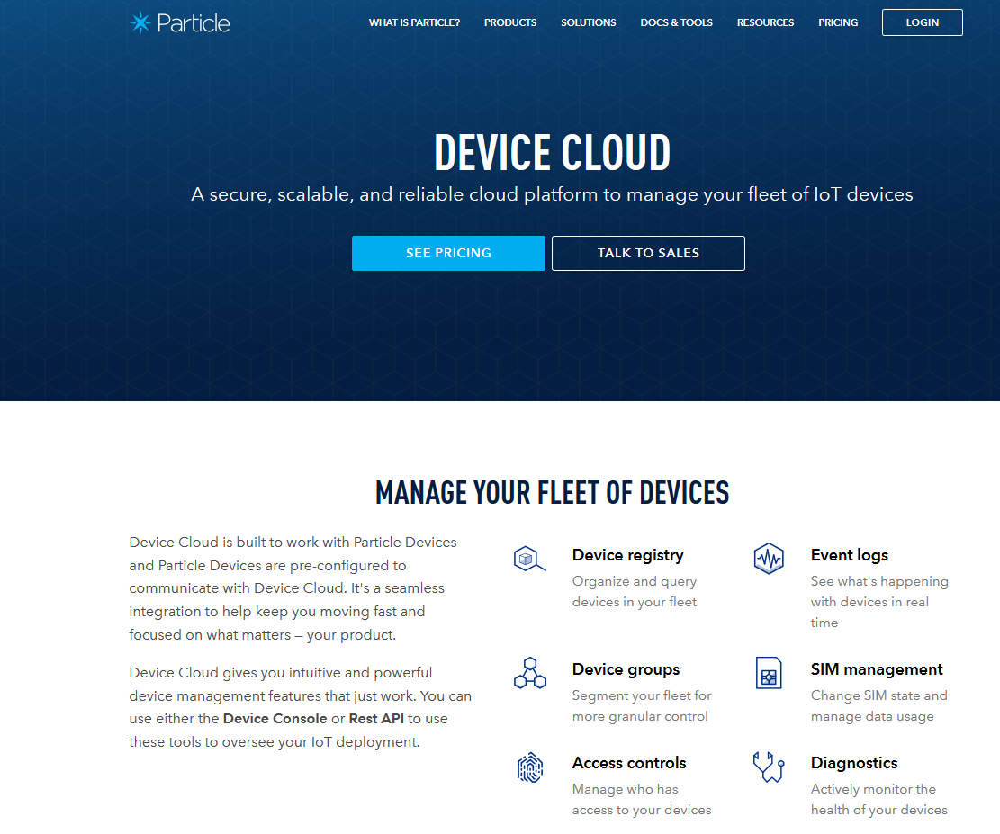 Particle
WHAT IS PARTICLE?
PRODUCTS
SOLUTIONS
DOCS & TOOLS
RESOURCES
PRICING
LOGIN
DEVICE CLOUD
A secure, scalable, and reliable cloud platform to manage your fleet of IoT devices
SEE PRICING
TALK TO SALES
MANAGE YOUR FLEET OF DEVICES
Device Cloud is built to work with Particle Devices
and Particle Devices are pre-configured to
communicate with Device Cloud. It's a seamless
integration to help keep you moving fast and
focused on what matters – your product.
Device Cloud gives you intuitive and powerful
device management features that just work. You can
use either the Device Console or Rest API to use
these tools to oversee your IoT deployment.
Device registry
Organize and query
devices in your fleet
Event logs
See what's happening
with devices in real
time
Device groups
Segment your fleet for
more granular control
SIM management
Change SIM state and
manage data usage
Access controls
Manage who has
access to your devices
Diagnostics
Actively monitor the
health of your devices